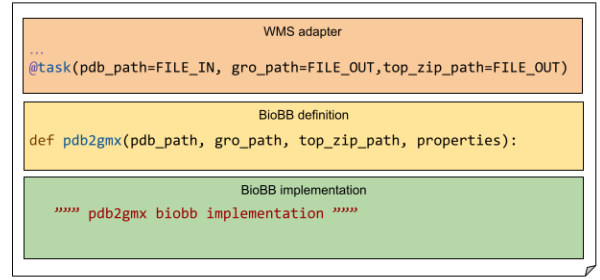 WMS adapter
...
@task(pdb_path=FILE_IN, gro_path=FILE_OUT,top_zip_path=FILE_OUT)
BioBB definition
def pdb2gmx(pdb_path, gro_path, top_zip_path, properties):
BioBB implementation
””” pdb2gmx biobb implementation ”””